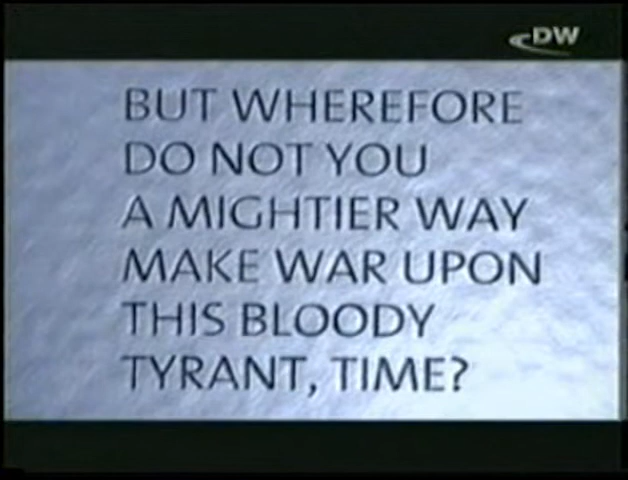 DW
BUT WHEREFORE
DO NOT YOU
A MIGHTIER WAY
MAKE WAR UPON
THIS BLOODY
TYRANT, TIME?